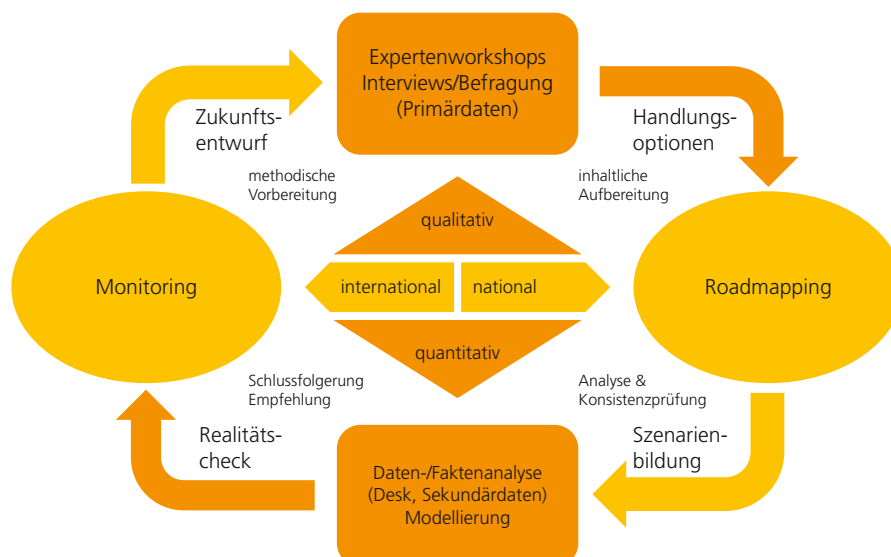 Expertenworkshops
Interviews/Befragung
(Primärdaten)
Zukunfts-
entwurf
Handlungs-
optionen
methodische
Vorbereitung
inhaltliche
Aufbereitung
qualitativ
Monitoring
international
national
Roadmapping
quantitativ
Schlussfolgerung
Empfehlung
Analyse &
Konsistenzprüfung
Realitäts-
check
Szenarien-
bildung
Daten-/Faktenanalyse
(Desk, Sekundärdaten)
Modellierung